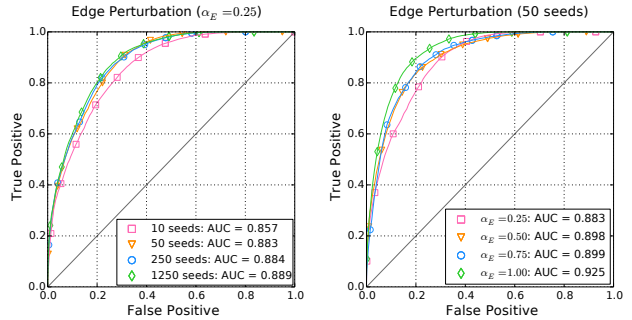 Edge Perturbation (α_E =0.25)
True Positive
1.0
0.8
0.6
0.4
0.2
0.0
0.0 0.2 0.4 0.6 0.8 1.0
False Positive
10 seeds: AUC = 0.857
50 seeds: AUC = 0.883
250 seeds: AUC = 0.884
1250 seeds: AUC = 0.889
Edge Perturbation (50 seeds)
True Positive
1.0
0.8
0.6
0.4
0.2
0.0
0.0 0.2 0.4 0.6 0.8 1.0
False Positive
α_E =0.25: AUC = 0.883
α_E =0.50: AUC = 0.898
α_E =0.75: AUC = 0.899
α_E =1.00: AUC = 0.925